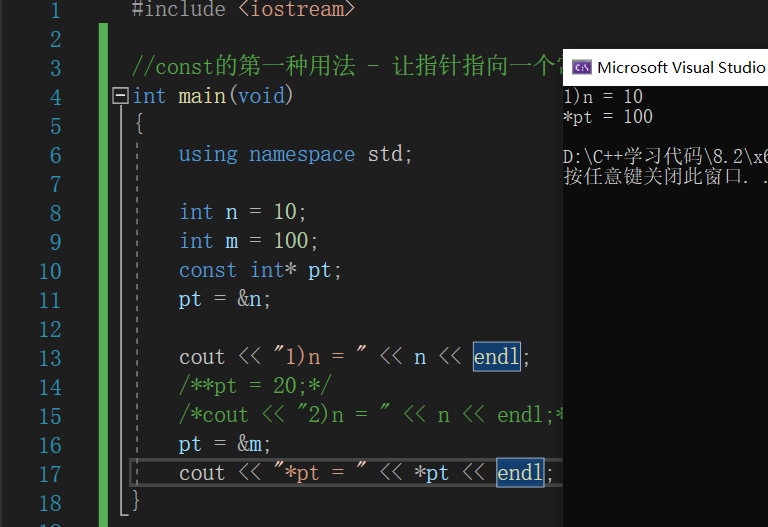 1 #include <iostream>
2
3 //const的第一种用法 - 让指针指向一个
4 int main(void)
5 {
6 using namespace std;
7
8 int n = 10;
9 int m = 100;
10 const int* pt;
11 pt = &n;
12
13 cout << "1)n = " << n << endl;
14 /**pt = 20;*/
15 /*cout << "2)n = " << n << endl;*
16 pt = &m;
17 cout << "*pt = " << *pt << endl;
18 }
Microsoft Visual Studio
1)n = 10
*pt = 100
D:\C++学习代码\8.2\x6
按任意键关闭此窗口. .